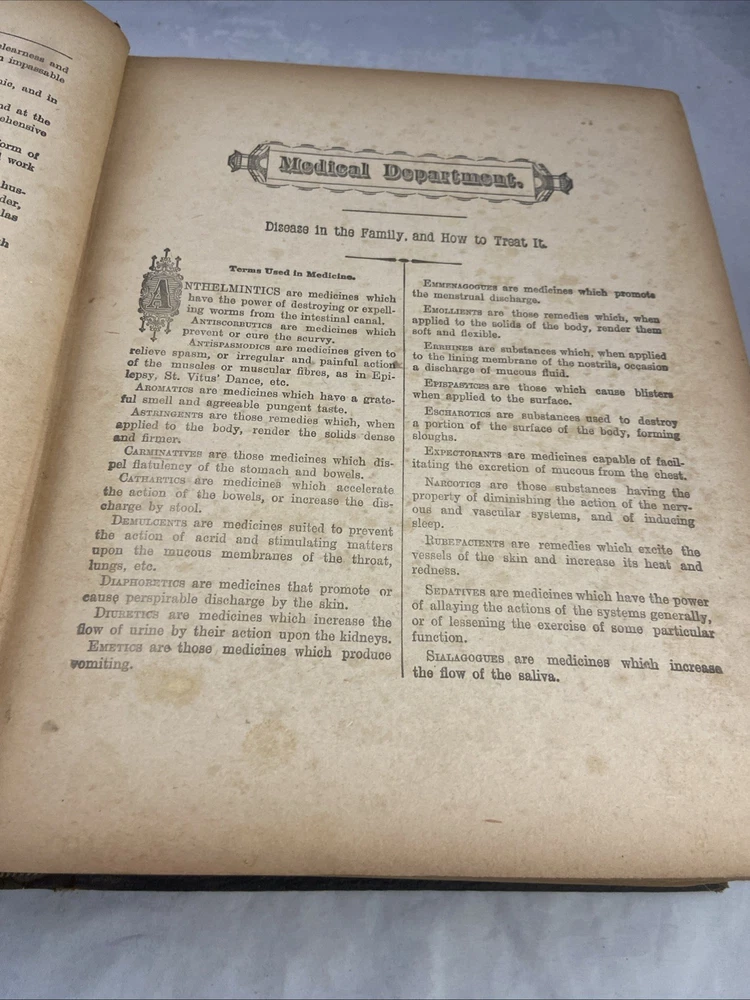 clearness and
impassable
nic, and in
nd at the
ehensive
orm of
work
hus-
der,
las
h
Medical Department.
Disease in the Family, and How to Treat It.
Terms Used in Medicine.
ANTHELMINTICS are medicines which
have the power of destroying or expell-
ing worms from the intestinal canal.
ANTISCORBUTICS are medicines which
prevent or cure the scurvy.
ANTISPASMODICS are medicines given to
relieve spasm, or irregular and painful action
of the muscles or muscular fibres, as in Epi-
lepsy, St. Vitus' Dance, etc.
AROMATICS are medicines which have a grate-
ful smell and agreeable pungent taste.
ASTRINGENTS are those remedies which, when
applied to the body, render the solids dense
and firmer.
CARMINATIVES are those medicines which dis-
pel flatulency of the stomach and bowels.
CATHARTICS are medicines which accelerate
the action of the bowels, or increase the dis-
charge by stool.
DEMULCENTS are medicines suited to prevent
the action of acrid and stimulating matters
upon the mucous membranes of the throat,
lungs, etc.
DIAPHORETICS are medicines that promote or
cause perspirable discharge by the skin.
DIURETICS are medicines which increase the
flow of urine by their action upon the kidneys.
EMETICS are those medicines which produce
vomiting.
EMMENAGOGUES are medicines which promote
the menstrual discharge.
EMOLLIENTS are those remedies which, when
applied to the solids of the body, render them
soft and flexible.
ERRHINES are substances which, when applied
to the lining membrane of the nostrils, occasion
a discharge of mucous fluid.
EPISPASTICES are those which cause blisters
when applied to the surface.
ESCHAROTICS are substances used to destroy
a portion of the surface of the body, forming
sloughs.
EXPECTORANTS are medicines capable of facil-
itating the excretion of mucous from the chest.
NARCOTICS are those substances having the
property of diminishing the action of the nerv-
ous and vascular systems, and of inducing
sleep.
RUBEFACIENTS are remedies which excite the
vessels of the skin and increase its heat and
redness.
SEDATIVES are medicines which have the power
of allaying the actions of the systems generally,
or of lessening the exercise of some particular
function.
SIALAGOGUES are medicines which increase
the flow of the saliva.